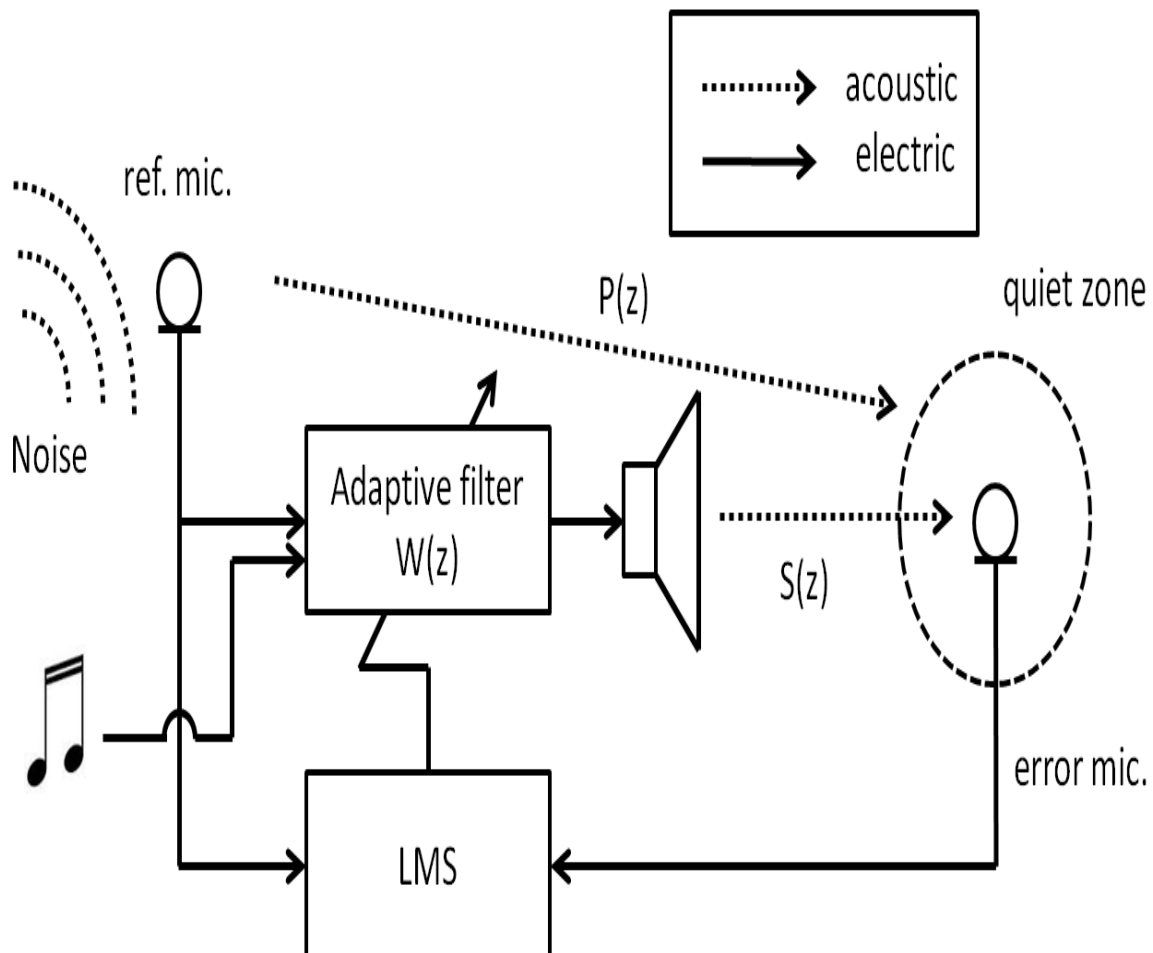 acoustic
electric
ref. mic.
P(z)
quiet zone
Noise
Adaptive filter
W(z)
S(z)
error mic.
LMS